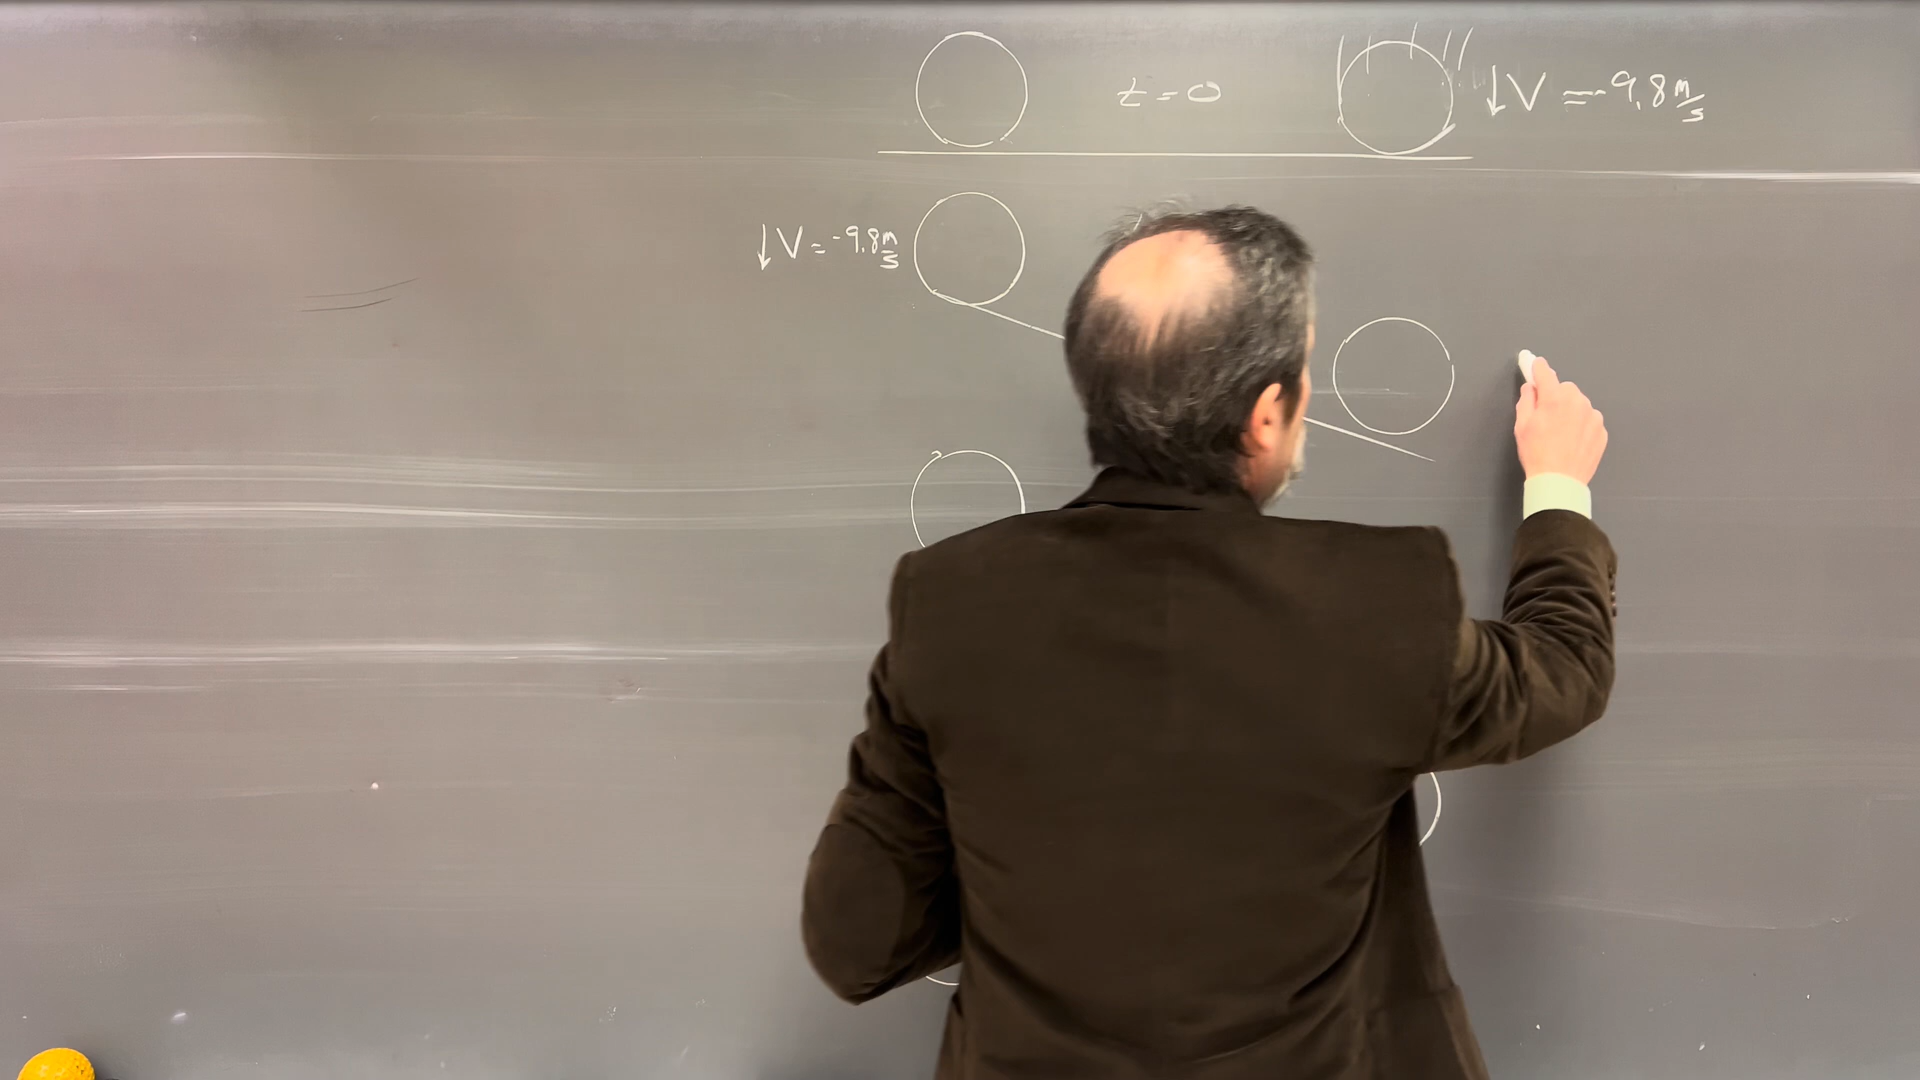 t = 0
↓V = -9.8 m/s
↓V = -9.8 m/s